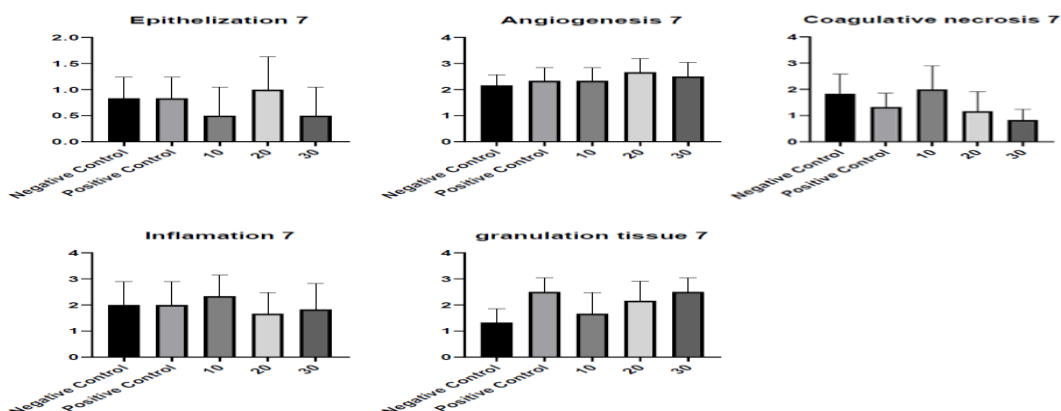 Epithelization 7
2.0
1.5
1.0
0.5
0.0
Negative Control
Positive Control
10
20
30
Angiogenesis 7
4
3
2
1
0
Negative Control
Positive Control
10
20
30
Coagulative necrosis 7
4
3
2
1
0
Negative Control
Positive Control
10
20
30
Inflamation 7
4
3
2
1
0
Negative Control
Positive Control
10
20
30
granulation tissue 7
4
3
2
1
0
Negative Control
Positive Control
10
20
30